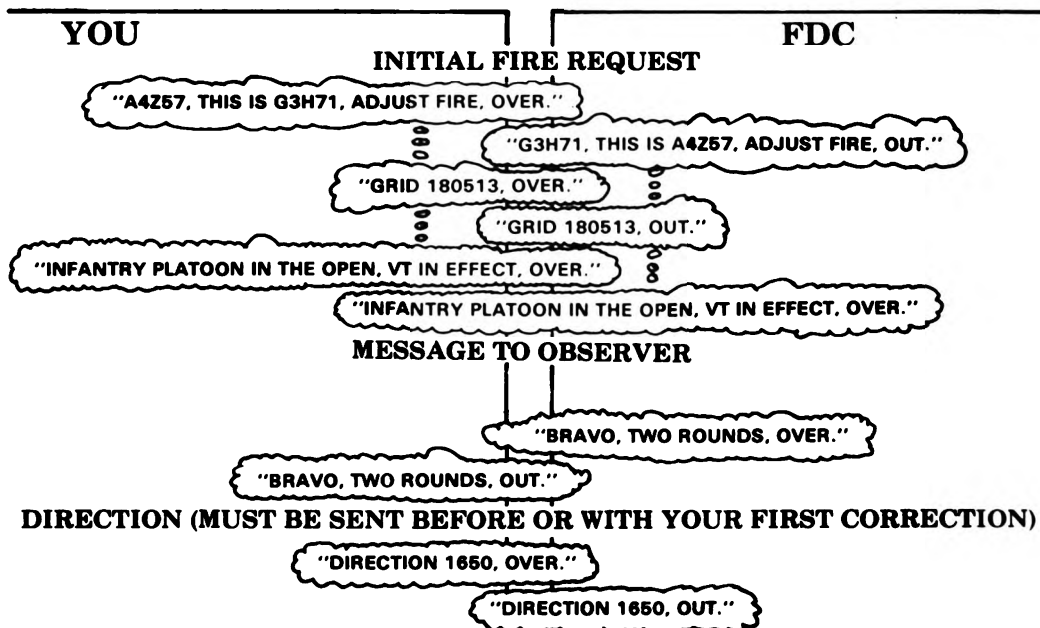 YOU FDC
INITIAL FIRE REQUEST
"A4Z57, THIS IS G3H71, ADJUST FIRE, OVER."
"G3H71, THIS IS A4Z57, ADJUST FIRE, OUT."
"GRID 180513, OVER."
"GRID 180513, OUT."
"INFANTRY PLATOON IN THE OPEN, VT IN EFFECT, OVER."
"INFANTRY PLATOON IN THE OPEN, VT IN EFFECT, OVER."
MESSAGE TO OBSERVER
"BRAVO, TWO ROUNDS, OVER."
"BRAVO, TWO ROUNDS, OUT."
DIRECTION (MUST BE SENT BEFORE OR WITH YOUR FIRST CORRECTION)
"DIRECTION 1650, OVER."
"DIRECTION 1650, OUT."